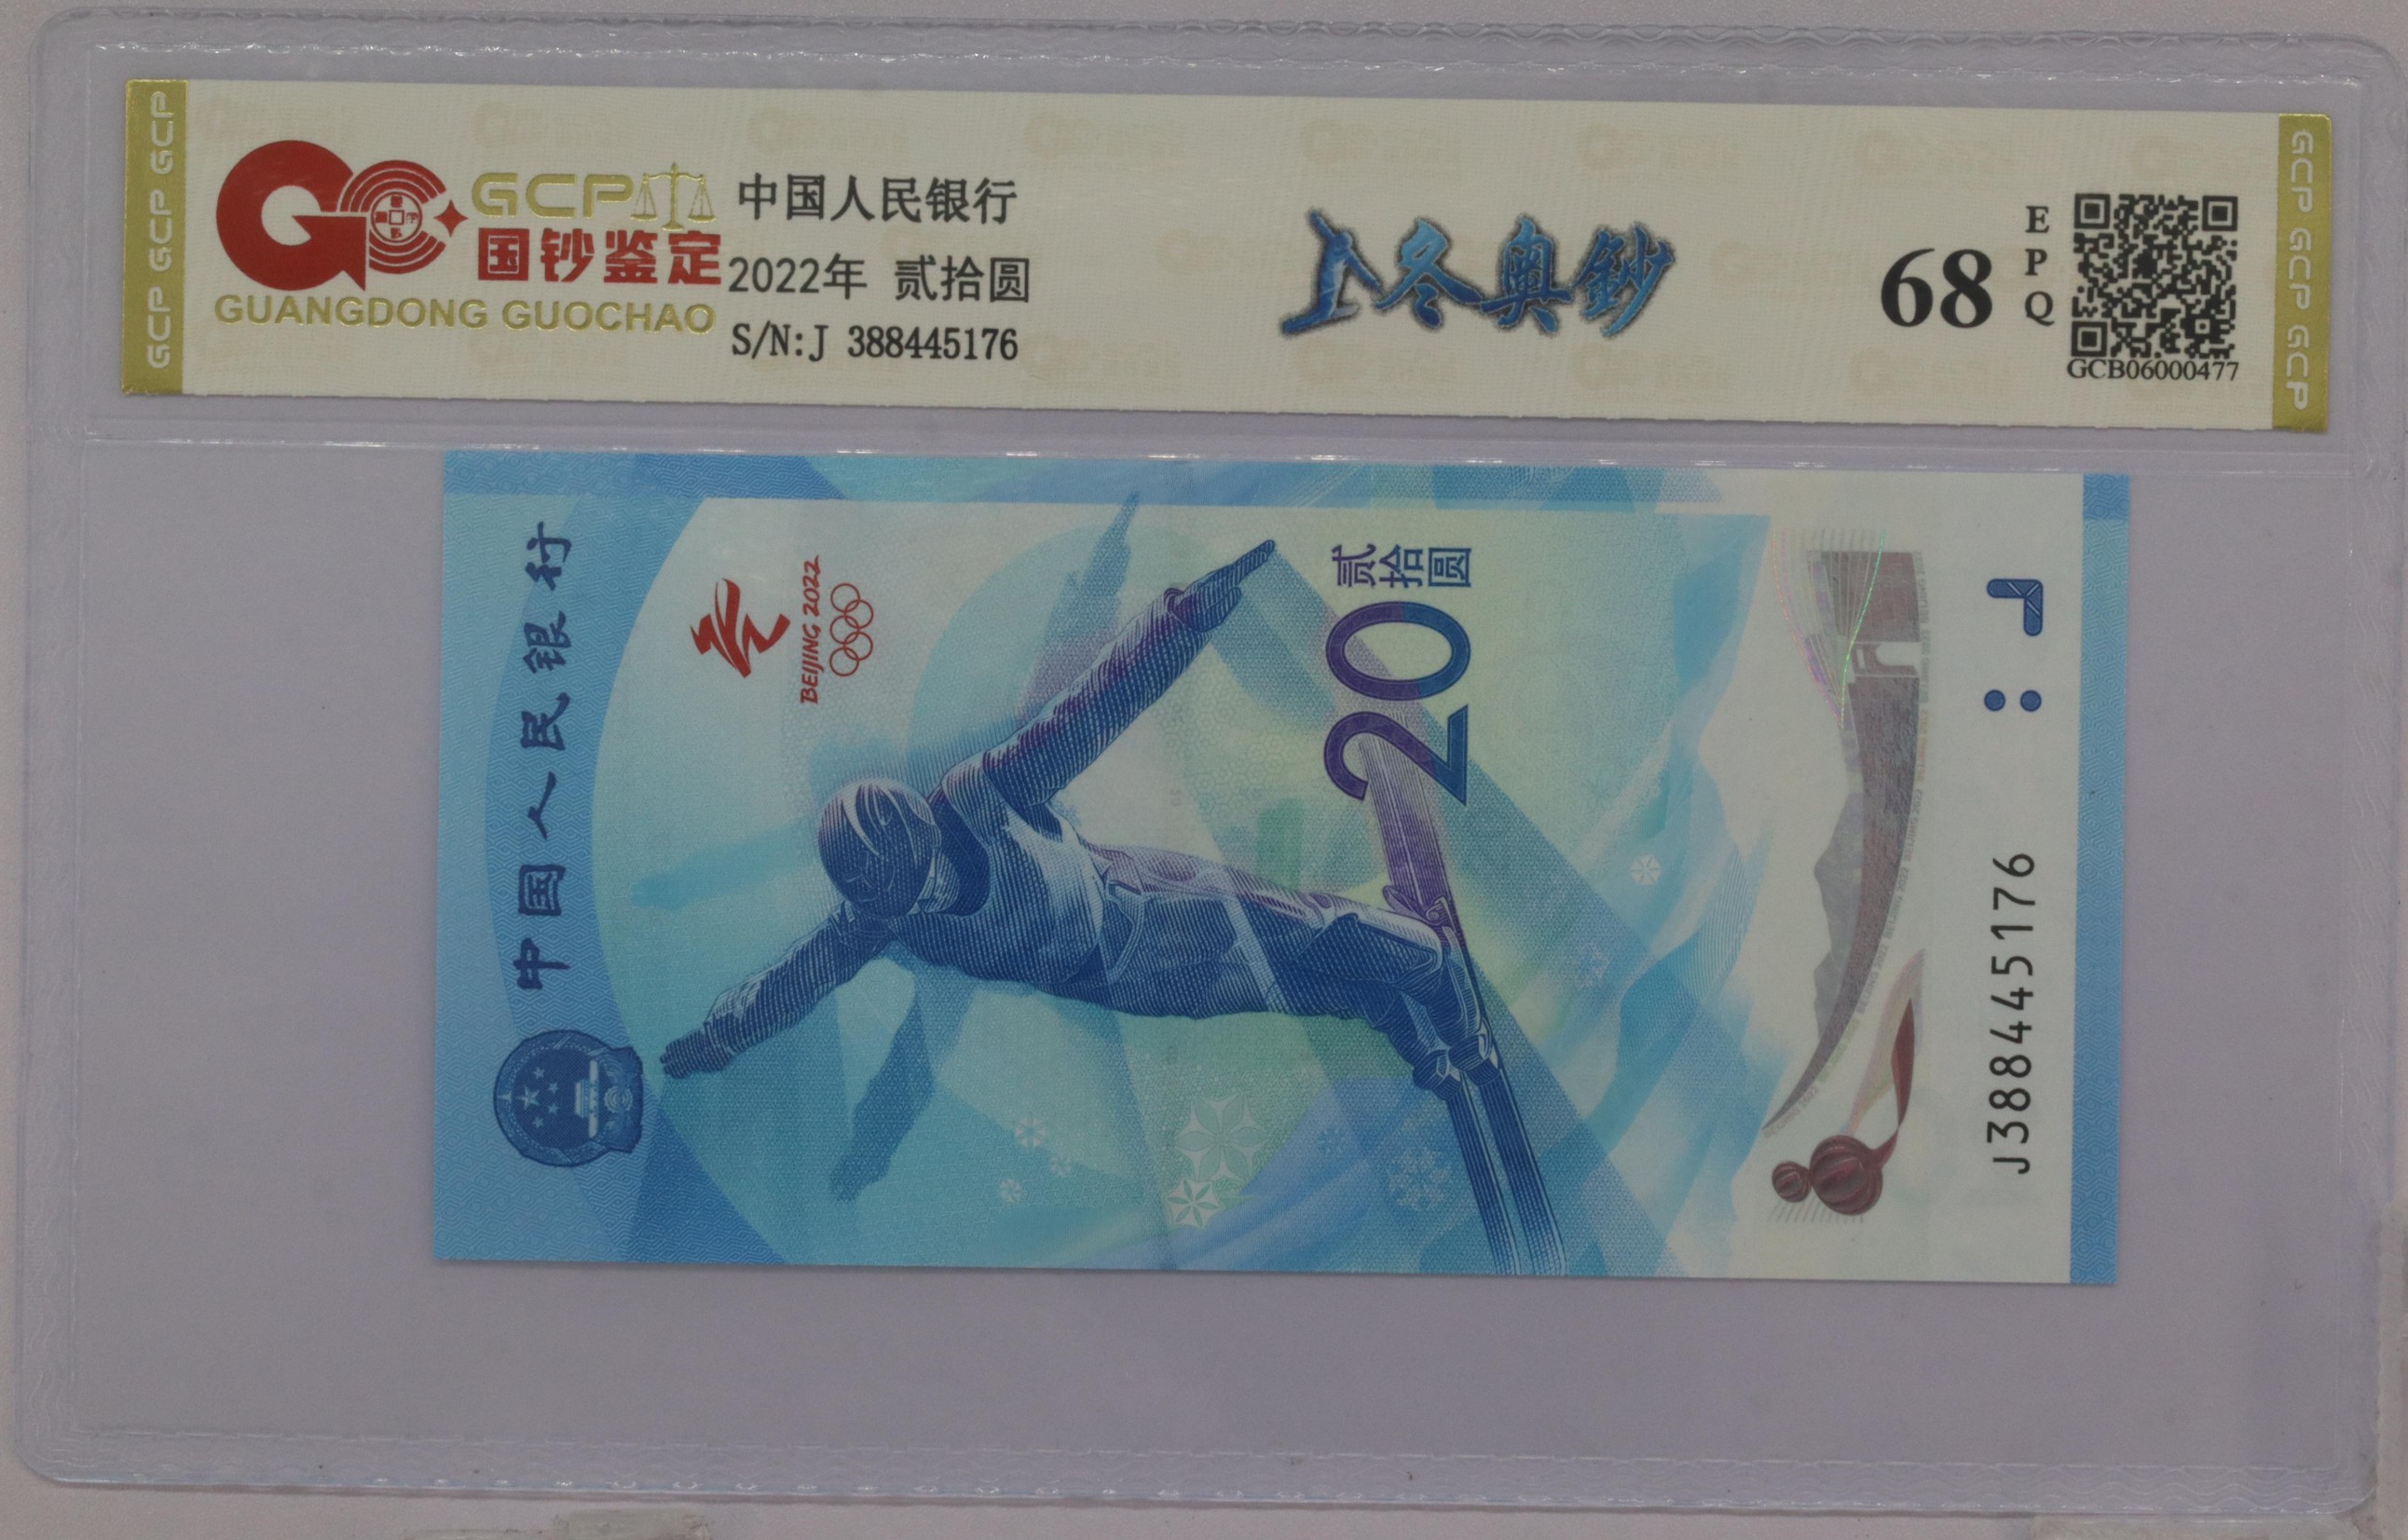 GCP GCP GCP
GCP
国钞鉴定
GUANGDONG GUOCHAO
中国人民银行
2022年 贰拾圆
S/N:J 388445176
上冬奥鈔
68
EPQ
GCB06000477
GCP GCP GCP
中国人民银行
BEIJING 2022
贰拾圆
20
J388445176